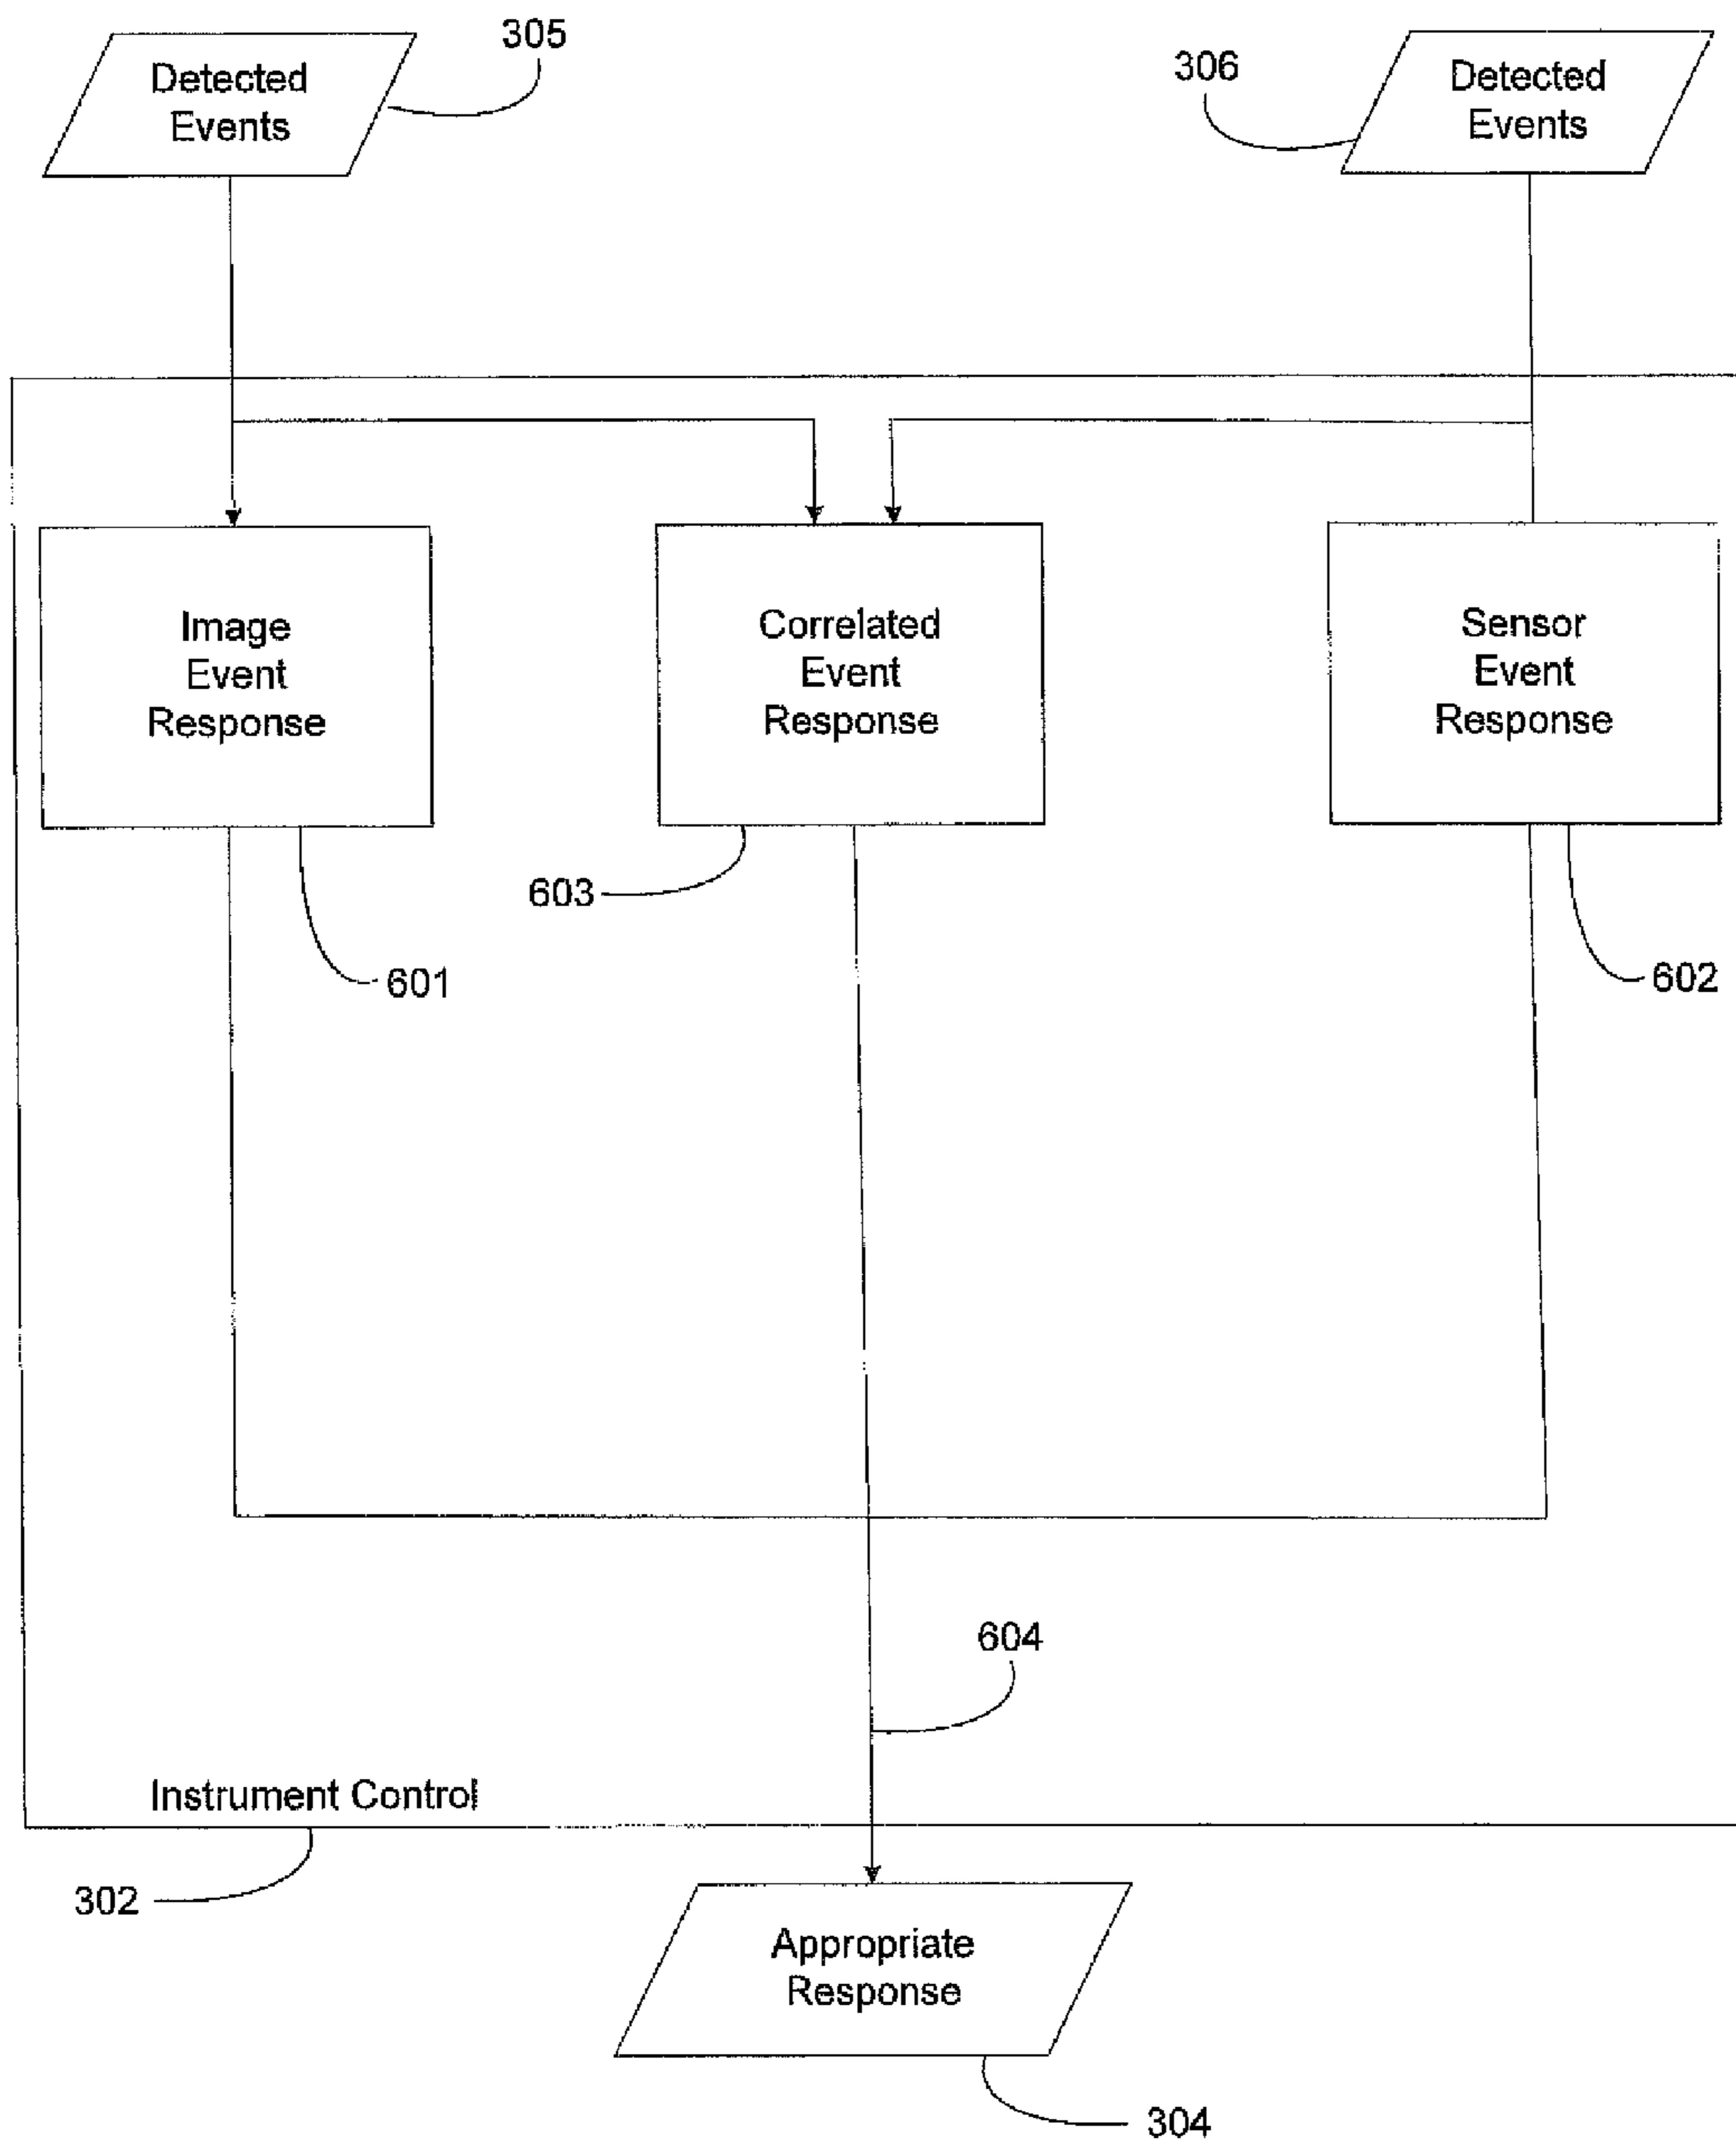 305
Detected
Events
306
Detected
Events
Image
Event
Response
Correlated
Event
Response
Sensor
Event
Response
603
601
602
604
Instrument Control
302
Appropriate
Response
304